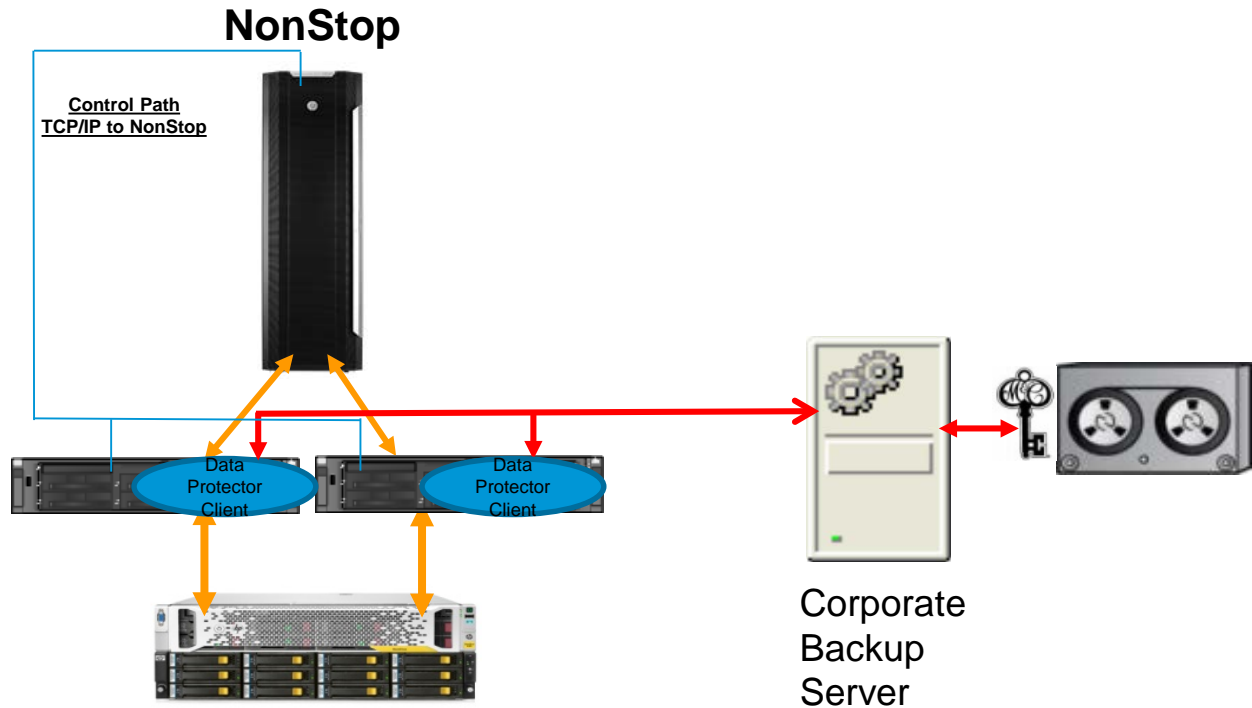 NonStop
Control Path
TCP/IP to NonStop
Data
Protector
Client
Data
Protector
Client
Corporate
Backup
Server